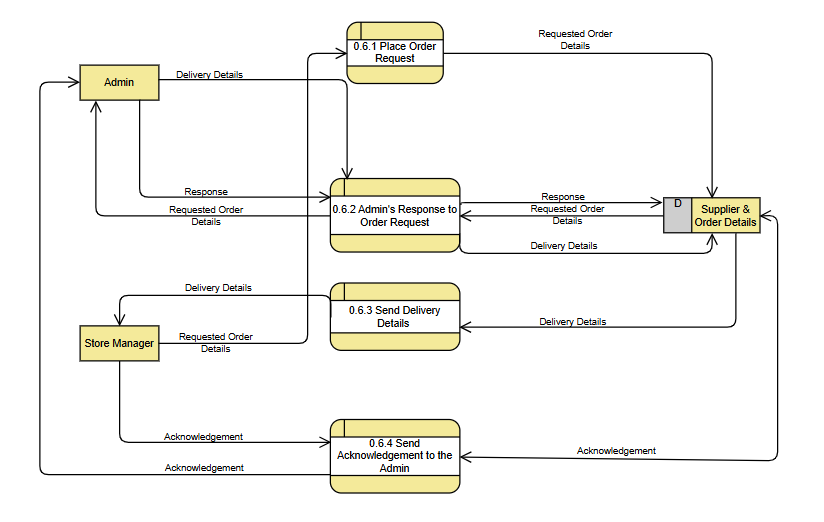 Requested Order
Details
0.6.1 Place Order
Request
Admin
Delivery Details
Response
Requested Order
Details
0.6.2 Admin's Response to
Order Request
Response
Requested Order
Details
Delivery Details
D
Supplier &
Order Details
Delivery Details
0.6.3 Send Delivery
Details
Delivery Details
Store Manager
Requested Order
Details
Acknowledgement
0.6.4 Send
Acknowledgement to the
Admin
Acknowledgement
Acknowledgement